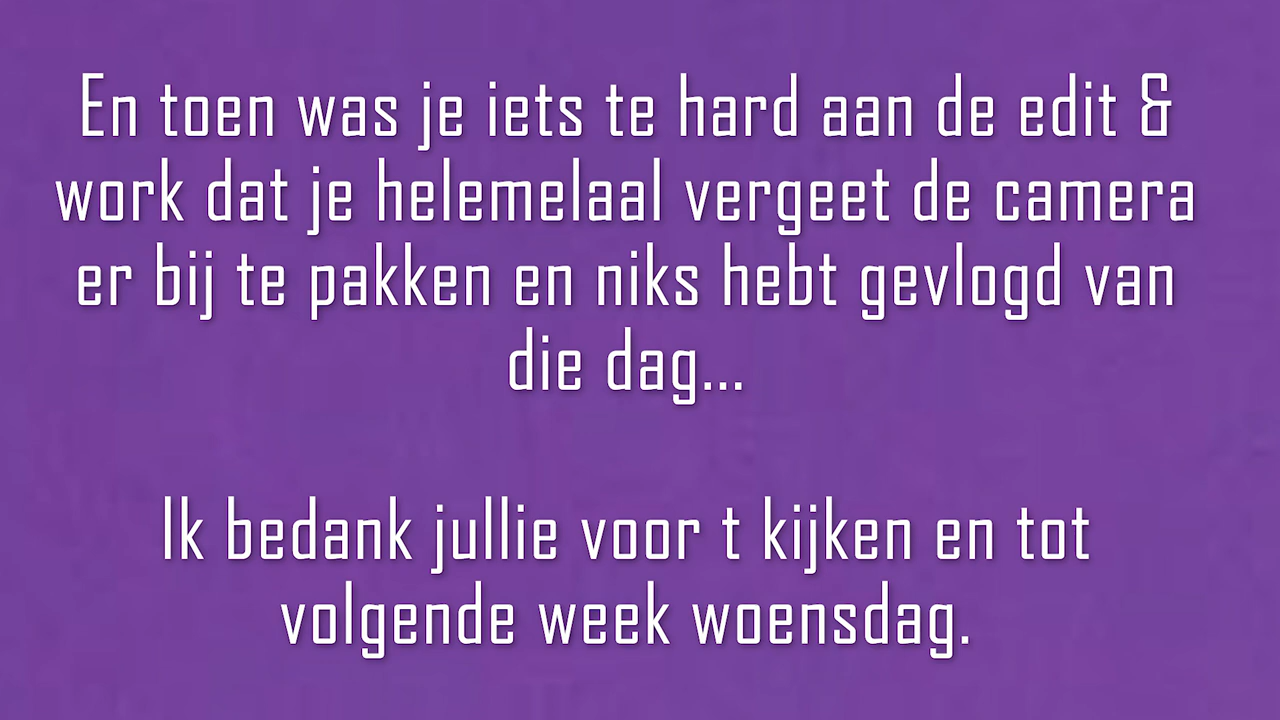 En toen was je iets te hard aan de edit &
work dat je helemelaal vergeet de camera
er bij te pakken en niks hebt gevlogd van
die dag...
Ik bedank jullie voor t kijken en tot
volgende week woensdag.